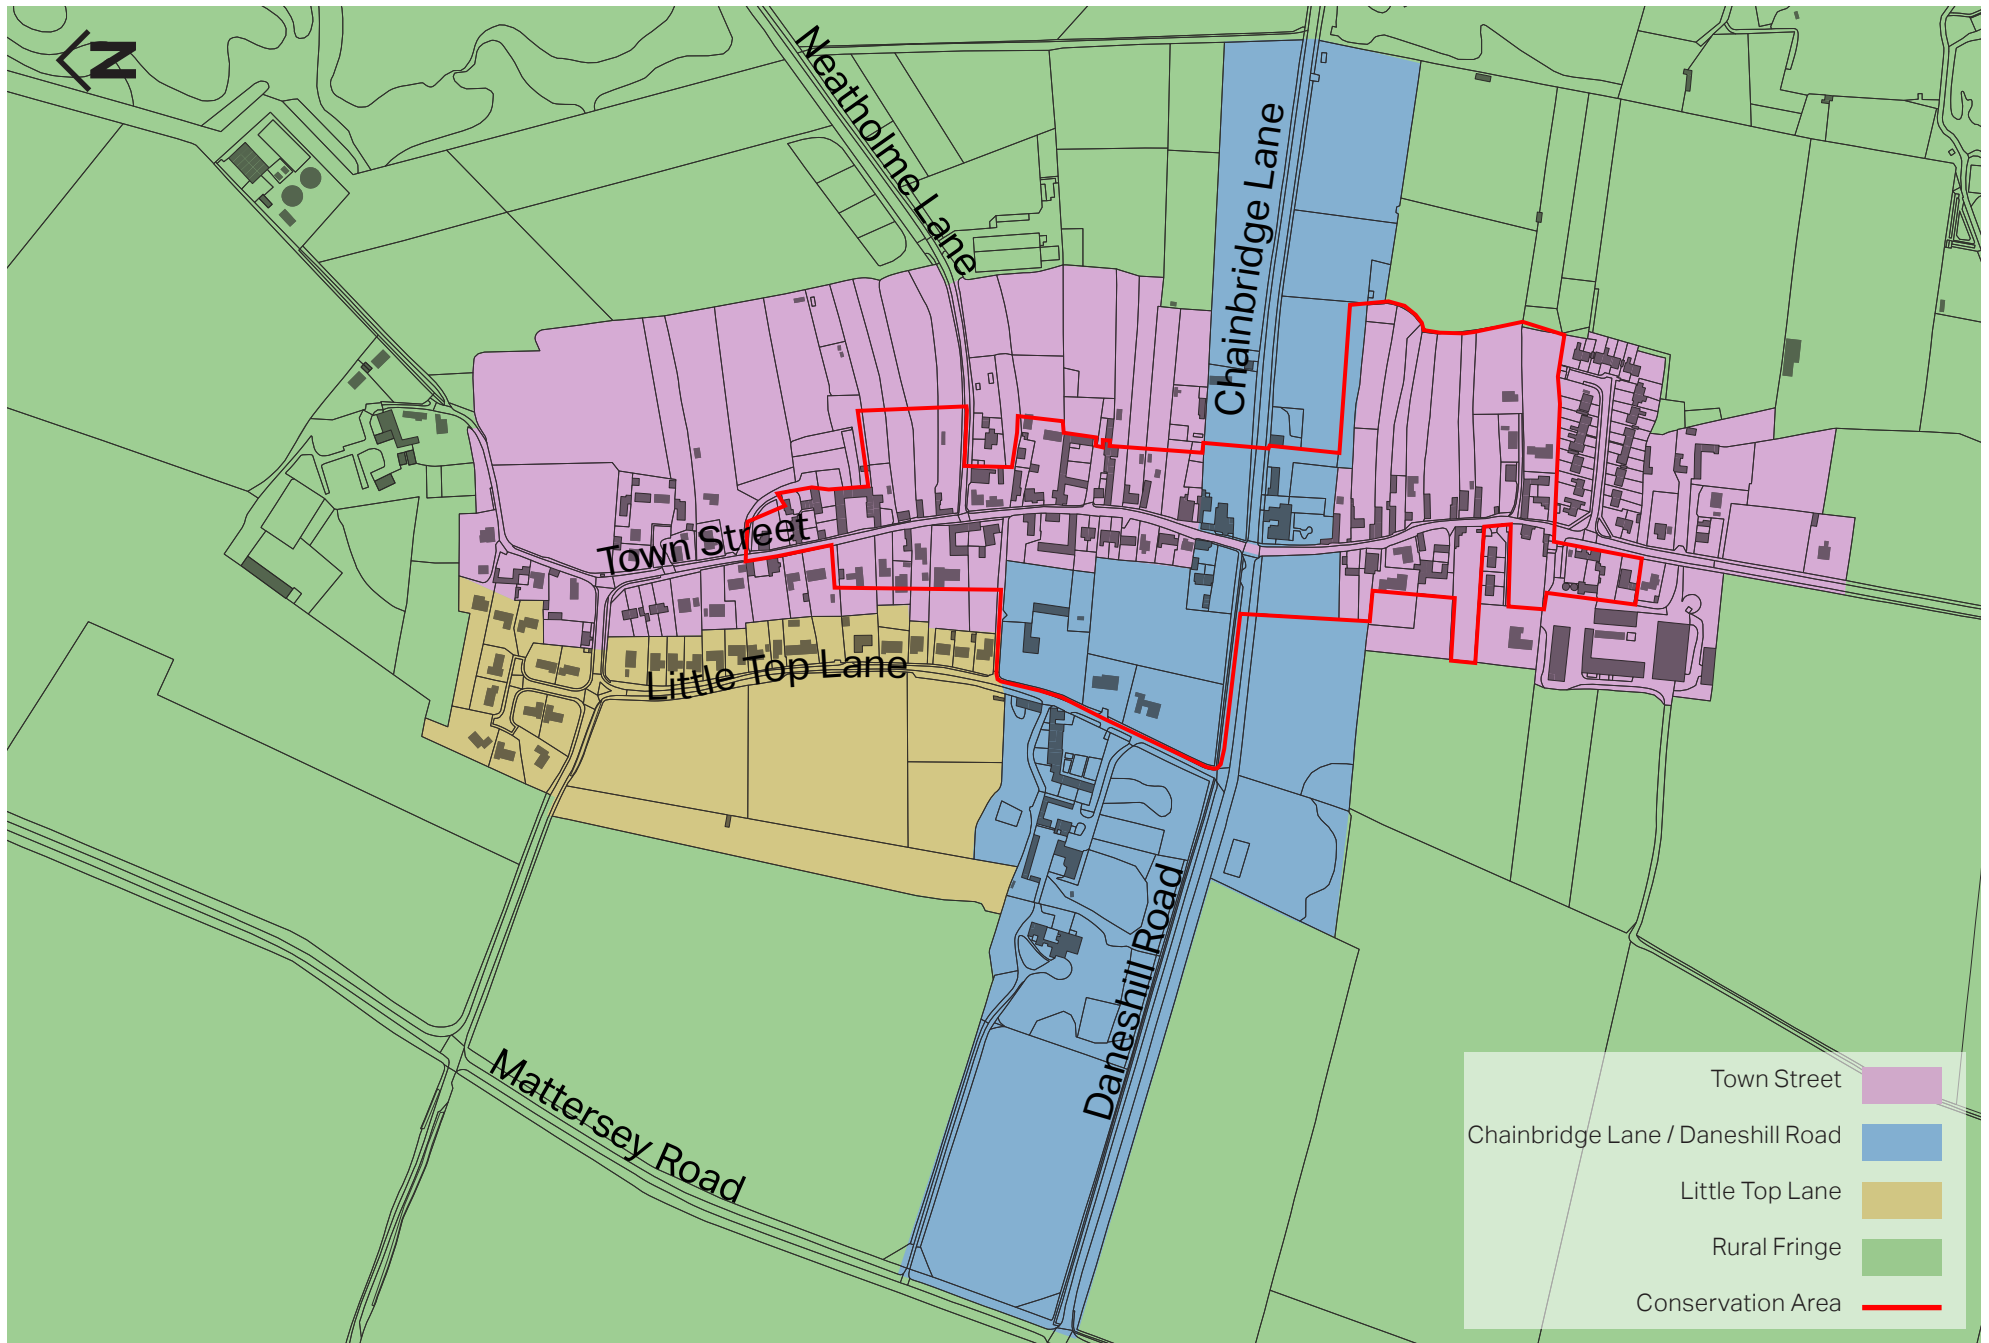 N
Neatholme Lane
Chainbridge Lane
Town Street
Little Top Lane
Daneshill Road
Mattersey Road
Town Street
Chainbridge Lane / Daneshill Road
Little Top Lane
Rural Fringe
Conservation Area